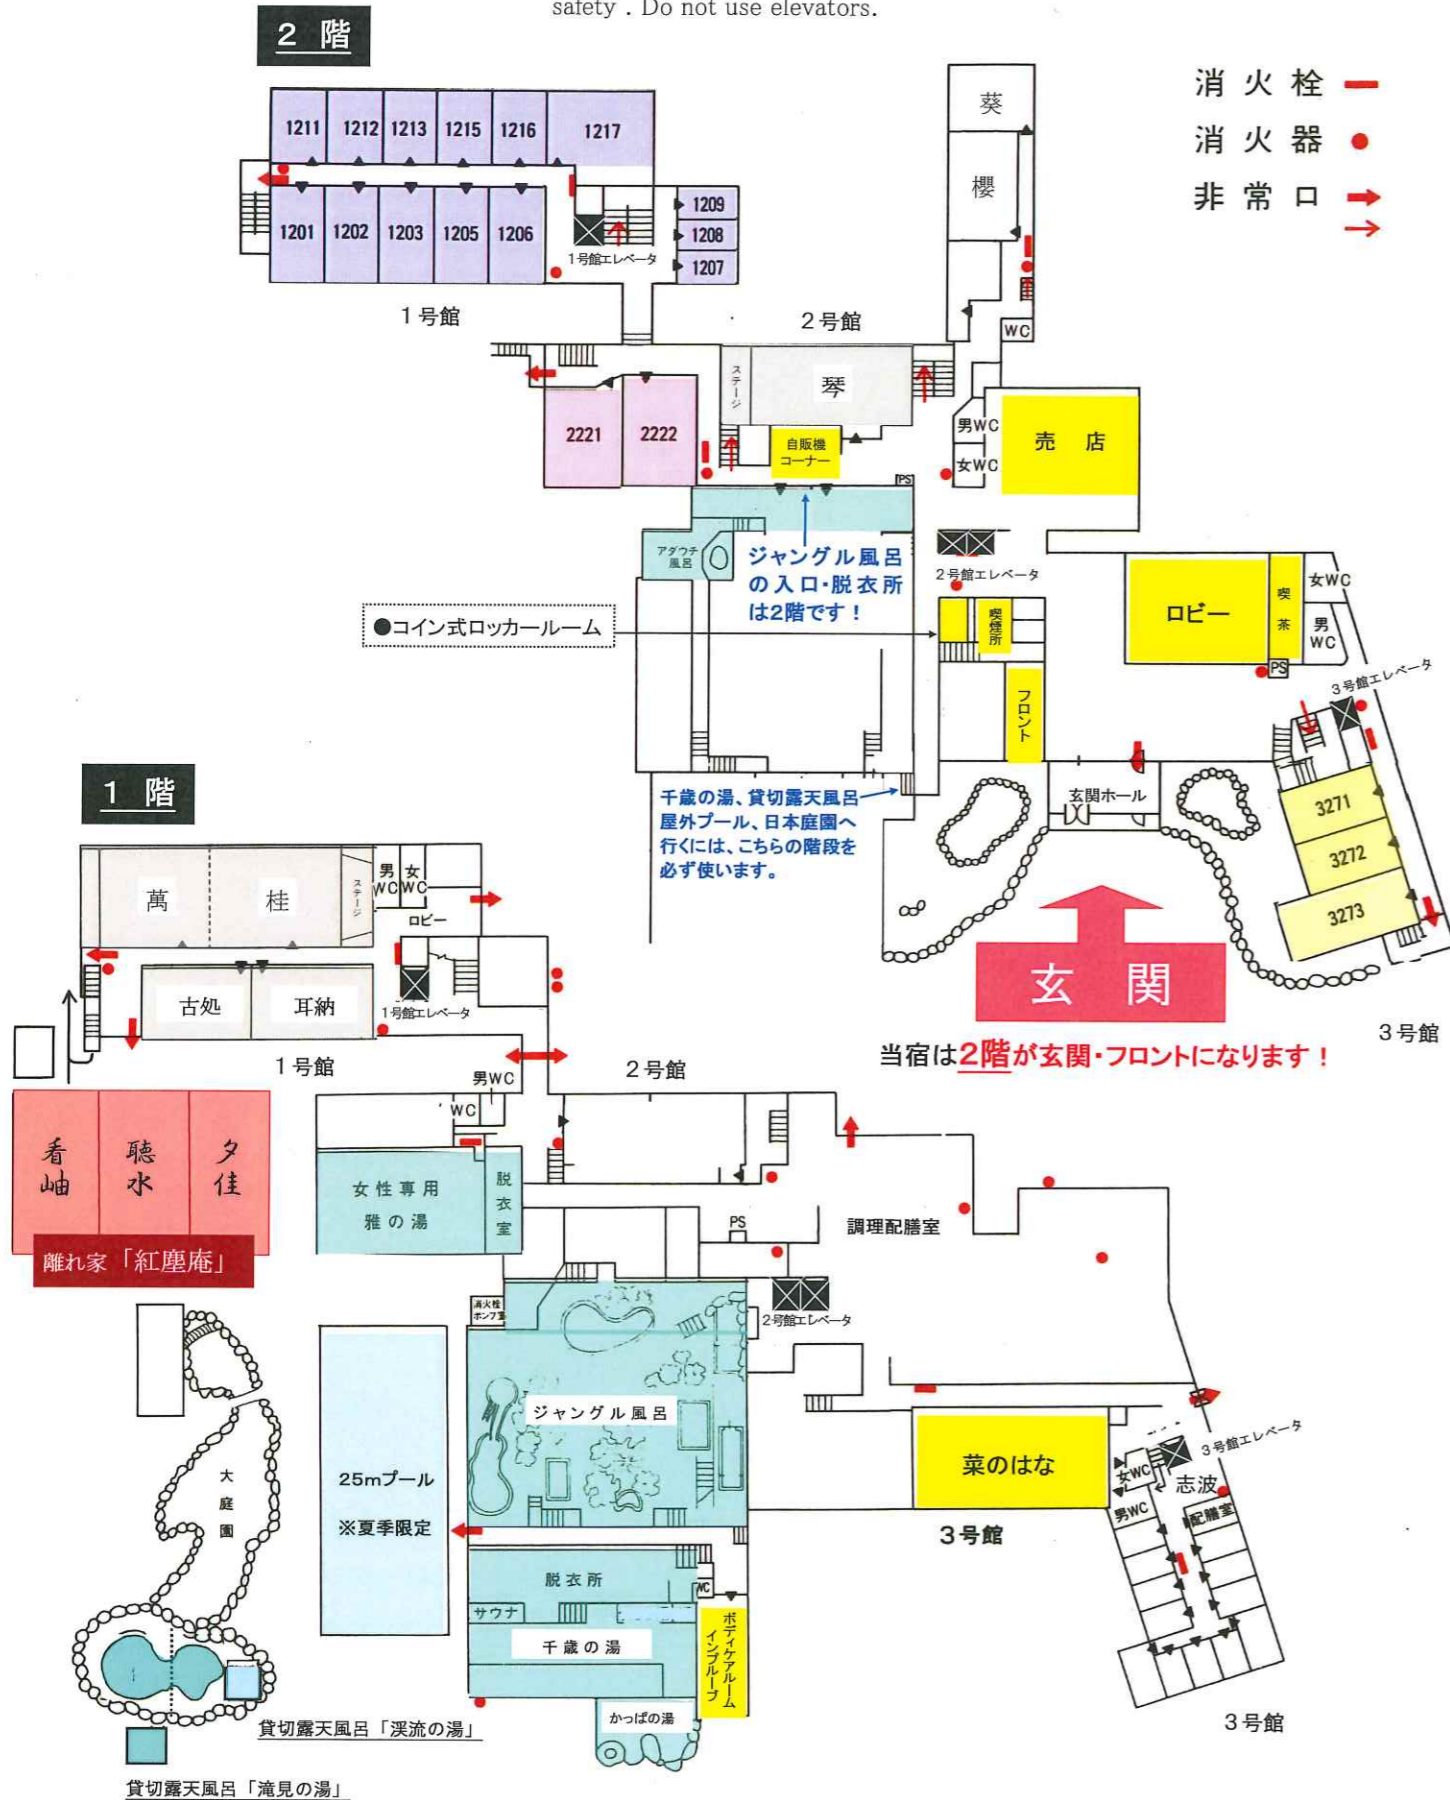 safety . Do not use elevators.
2 階
消 火 栓
消 火 器
非 常 口
1211
1212
1213
1215
1216
1217
1201
1202
1203
1205
1206
1209
1208
1207
1号館エレベータ
1号館
葵
櫻
WC
2号館
ステージ
琴
2221
2222
自販機
コーナー
男WC
女WC
売 店
PS
アダウチ
風呂
ジャングル風呂
の入口・脱衣所
は2階です！
2号館エレベータ
●コイン式ロッカールーム
喫煙所
フロント
ロビー
喫茶
女WC
男
WC
PS
3号館エレベータ
玄関ホール
3271
3272
3273
千歳の湯、貸切露天風呂
屋外プール、日本庭園へ
行くには、こちらの階段を
必ず使います。
玄 関
3号館
当宿は2階が玄関・フロントになります！
1 階
萬
桂
ステージ
男
WC
女
WC
ロビー
古処
耳納
1号館エレベータ
1号館
2号館
男WC
WC
看岫
聴水
夕佳
離れ家「紅塵庵」
女性専用
雅の湯
脱衣室
PS
調理配膳室
消火栓
ポンプ室
2号館エレベータ
ジャングル風呂
大庭園
25mプール
※夏季限定
菜のはな
3号館
3号館エレベータ
女WC
志波
男WC
配膳室
脱衣所
WC
サウナ
千歳の湯
ボディケアルーム
インプルーブ
かっぱの湯
3号館
貸切露天風呂「渓流の湯」
貸切露天風呂「滝見の湯」